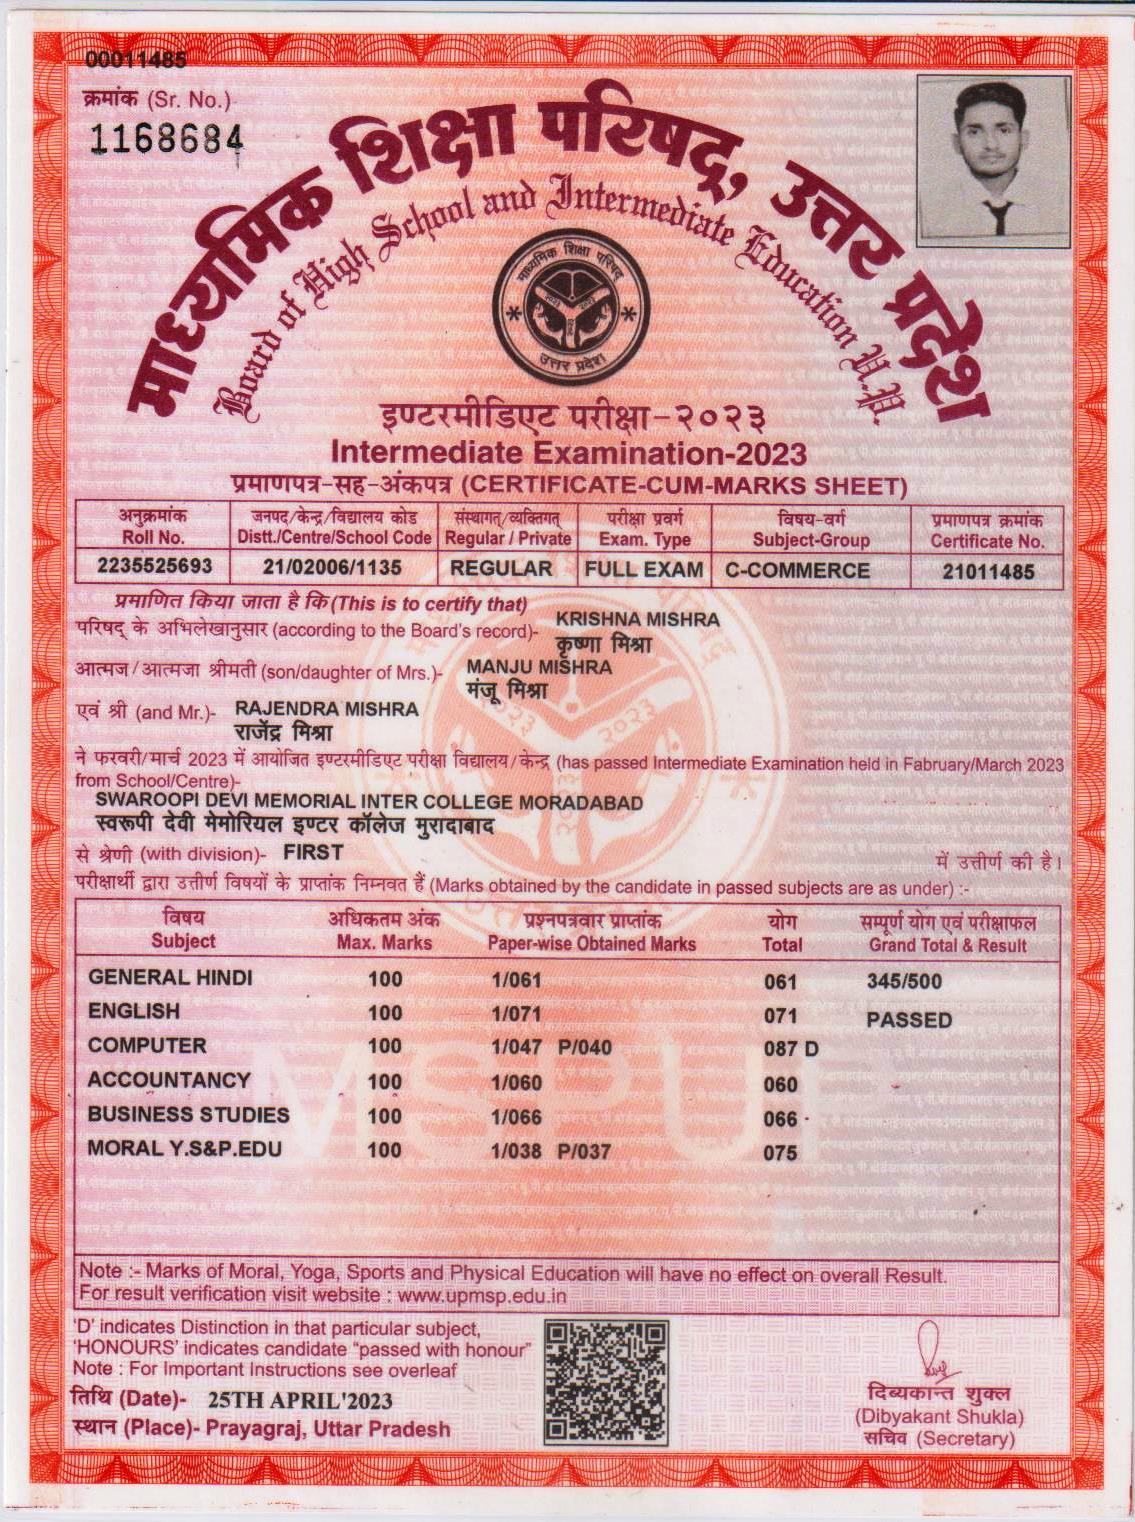 00011485
क्रमांक (Sr. No.)
1168684
माध्यमिक शिक्षा परिषद्, उत्तर प्रदेश
Board of High School and Intermediate Education U.P.
माध्यमिक शिक्षा परिषद्
उत्तर प्रदेश
इण्टरमीडिएट परीक्षा-२०२३
Intermediate Examination-2023
प्रमाणपत्र-सह-अंकपत्र (CERTIFICATE-CUM-MARKS SHEET)
अनुक्रमांक जनपद/केन्द्र/विद्यालय कोड संस्थागत्/व्यक्तिगत् परीक्षा प्रवर्ग विषय-वर्ग प्रमाणपत्र क्रमांक
Roll No. Distt./Centre/School Code Regular / Private Exam. Type Subject-Group Certificate No.
2235525693 21/02006/1135 REGULAR FULL EXAM C-COMMERCE 21011485
प्रमाणित किया जाता है कि (This is to certify that)
परिषद् के अभिलेखानुसार (according to the Board's record)- KRISHNA MISHRA
कृष्णा मिश्रा
आत्मज/आत्मजा श्रीमती (son/daughter of Mrs.)- MANJU MISHRA
मंजू मिश्रा
एवं श्री (and Mr.)- RAJENDRA MISHRA
राजेंद्र मिश्रा
ने फरवरी/मार्च 2023 में आयोजित इण्टरमीडिएट परीक्षा विद्यालय/केन्द्र (has passed Intermediate Examination held in Fabruary/March 2023
from School/Centre)-
SWAROOPI DEVI MEMORIAL INTER COLLEGE MORADABAD
स्वरूपी देवी मेमोरियल इण्टर कॉलेज मुरादाबाद
से श्रेणी (with division)- FIRST में उत्तीर्ण की है।
परीक्षार्थी द्वारा उत्तीर्ण विषयों के प्राप्तांक निम्नवत हैं (Marks obtained by the candidate in passed subjects are as under) :-
विषय अधिकतम अंक प्रश्नपत्रवार प्राप्तांक योग सम्पूर्ण योग एवं परीक्षाफल
Subject Max. Marks Paper-wise Obtained Marks Total Grand Total & Result
GENERAL HINDI 100 1/061 061 345/500
ENGLISH 100 1/071 071 PASSED
COMPUTER 100 1/047 P/040 087 D
ACCOUNTANCY 100 1/060 060
BUSINESS STUDIES 100 1/066 066
MORAL Y.S&P.EDU 100 1/038 P/037 075
Note :- Marks of Moral, Yoga, Sports and Physical Education will have no effect on overall Result.
For result verification visit website : www.upmsp.edu.in
'D' indicates Distinction in that particular subject,
'HONOURS' indicates candidate "passed with honour"
Note : For Important Instructions see overleaf
तिथि (Date)- 25TH APRIL'2023
स्थान (Place)- Prayagraj, Uttar Pradesh
दिब्यकान्त शुक्ल
(Dibyakant Shukla)
सचिव (Secretary)